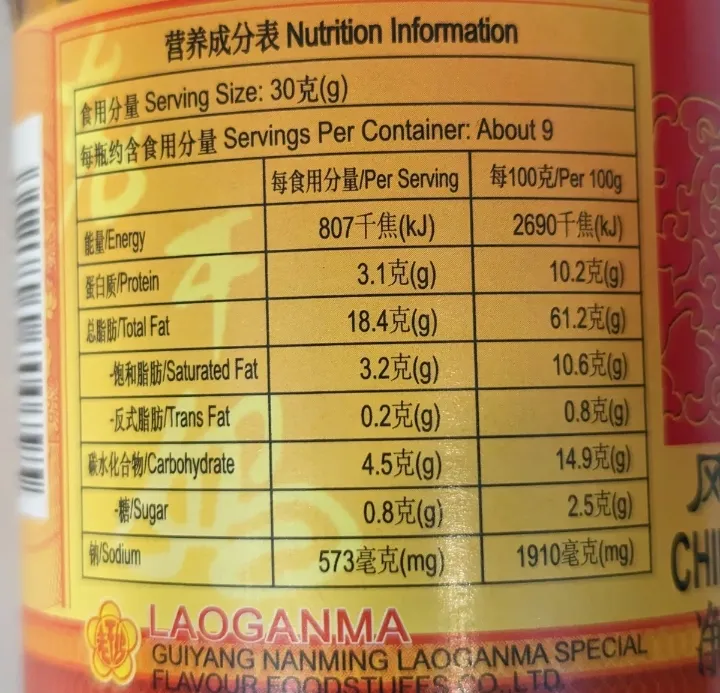 营养成分表 Nutrition Information
食用分量 Serving Size: 30克(g)
每瓶约含食用分量 Servings Per Container: About 9
每食用分量/Per Serving 每100克/Per 100g
能量/Energy 807千焦(kJ) 2690千焦(kJ)
蛋白质/Protein 3.1克(g) 10.2克(g)
总脂肪/Total Fat 18.4克(g) 61.2克(g)
-饱和脂肪/Saturated Fat 3.2克(g) 10.6克(g)
-反式脂肪/Trans Fat 0.2克(g) 0.8克(g)
碳水化合物/Carbohydrate 4.5克(g) 14.9克(g)
-糖/Sugar 0.8克(g) 2.5克(g)
钠/Sodium 573毫克(mg) 1910毫克(mg)
LAOGANMA
GUIYANG NANMING LAOGANMA SPECIAL
FLAVOUR FOODSTUFFS CO.,LTD.
风
CHI